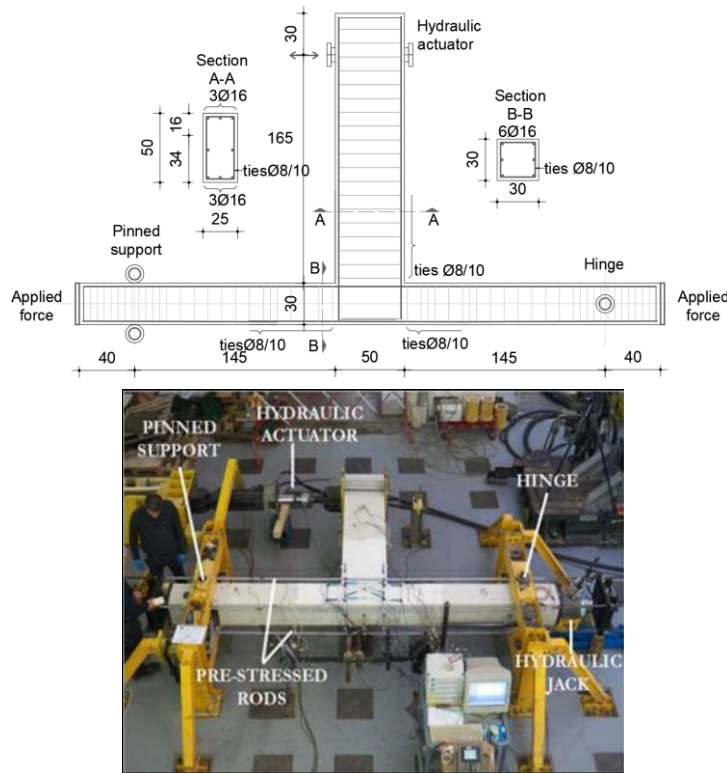 30
Hydraulic
actuator
Section
A-A
3Ø16
16
50
34
tiesØ8/10
3Ø16
25
165
Section
B-B
6Ø16
30
ties Ø8/10
30
A
A
Pinned
support
B
ties Ø8/10
Hinge
Applied
force
30
Applied
force
tiesØ8/10
B
tiesØ8/10
40
145
50
145
40
HYDRAULIC
ACTUATOR
PINNED
SUPPORT
HINGE
PRE-STRESSED
RODS
HYDRAULIC
JACK